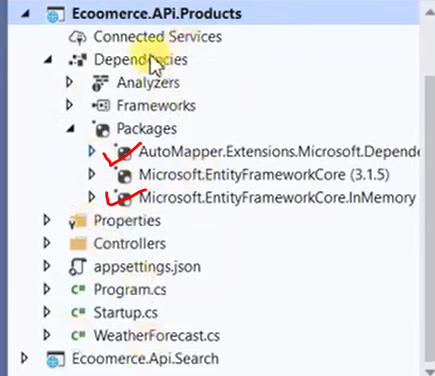 Ecoomerce.APi.Products
Connected Services
Dependencies
Analyzers
Frameworks
Packages
AutoMapper.Extensions.Microsoft.Depende
Microsoft.EntityFrameworkCore (3.1.5)
Microsoft.EntityFrameworkCore.InMemory
Properties
Controllers
appsettings.json
C# Program.cs
C# Startup.cs
C# WeatherForecast.cs
Ecoomerce.Api.Search